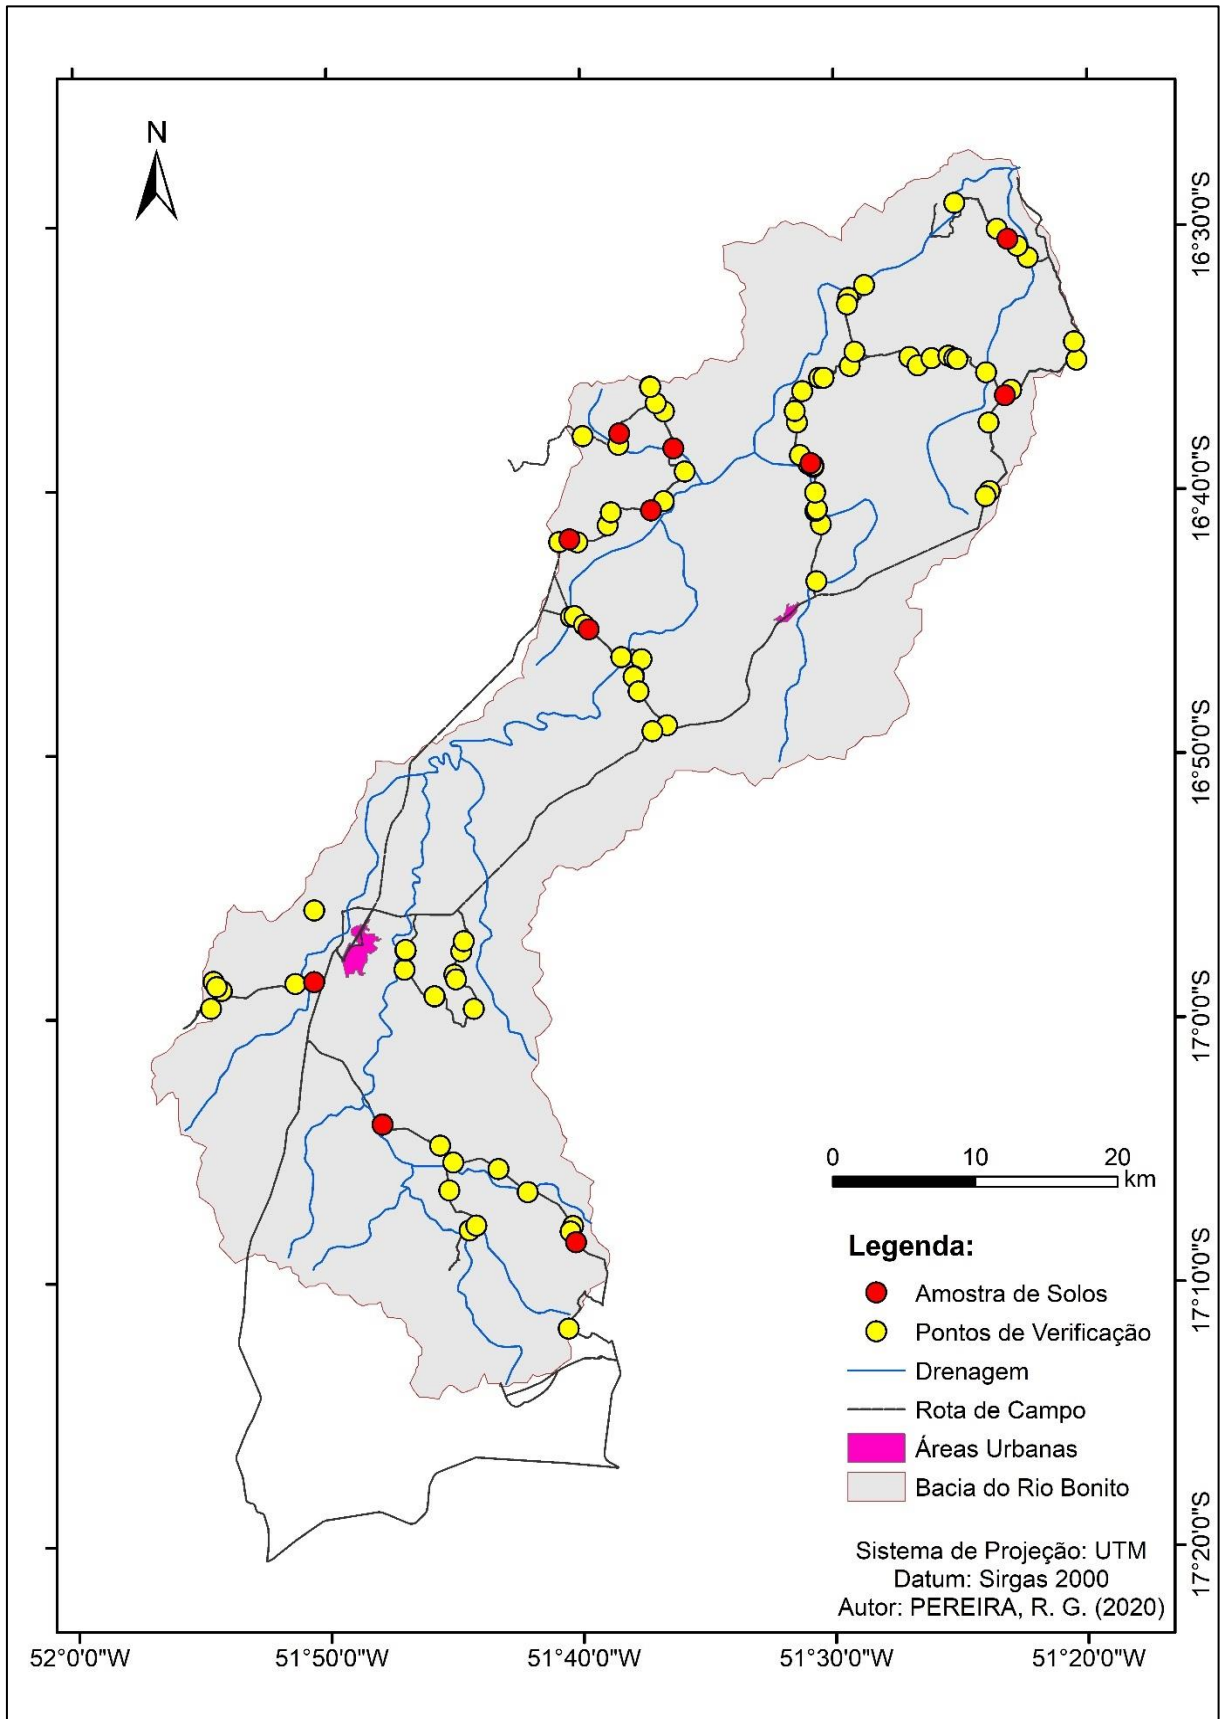 N
16°30'0"S
16°40'0"S
16°50'0"S
17°0'0"S
17°10'0"S
17°20'0"S
0 10 20
km
Legenda:
Amostra de Solos
Pontos de Verificação
Drenagem
Rota de Campo
Áreas Urbanas
Bacia do Rio Bonito
Sistema de Projeção: UTM
Datum: Sirgas 2000
Autor: PEREIRA, R. G. (2020)
52°0'0"W 51°50'0"W 51°40'0"W 51°30'0"W 51°20'0"W